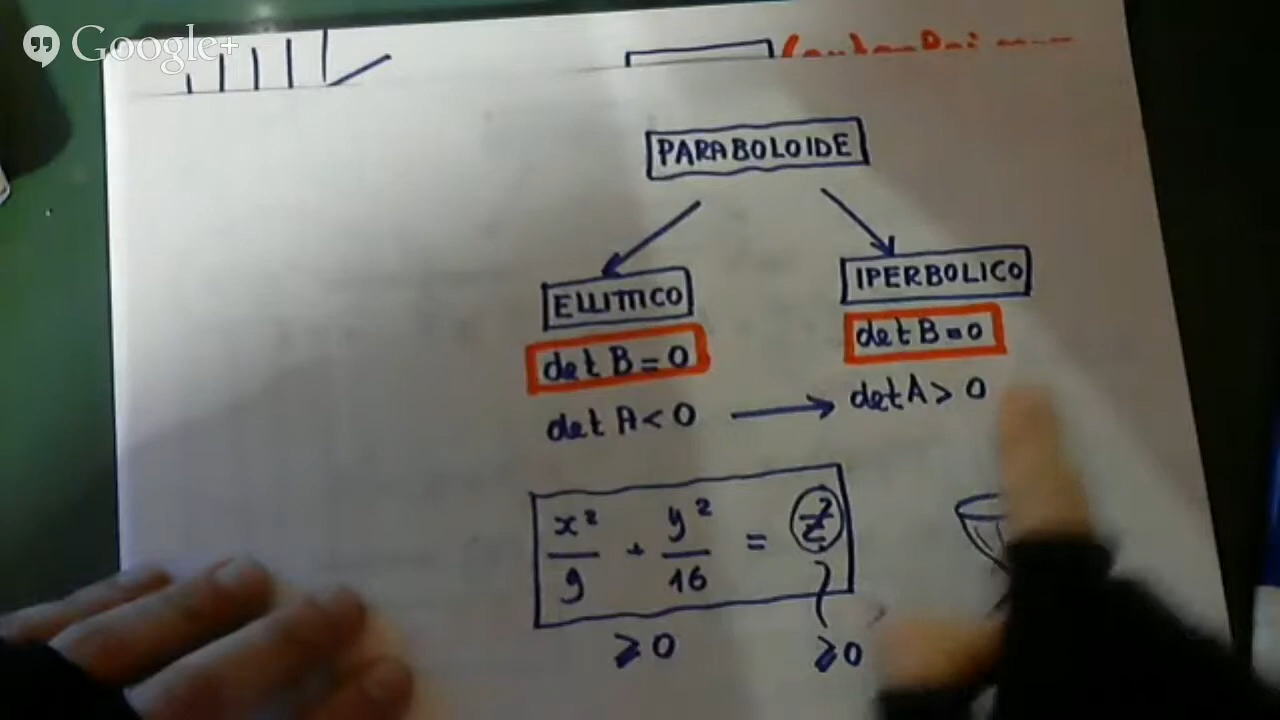 Google+
PARABOLOIDE
ELLITTICO
IPERBOLICO
det B = 0
det B = 0
det A < 0
det A > 0
x² / 9 + y² / 16 = z
≥ 0
≥ 0